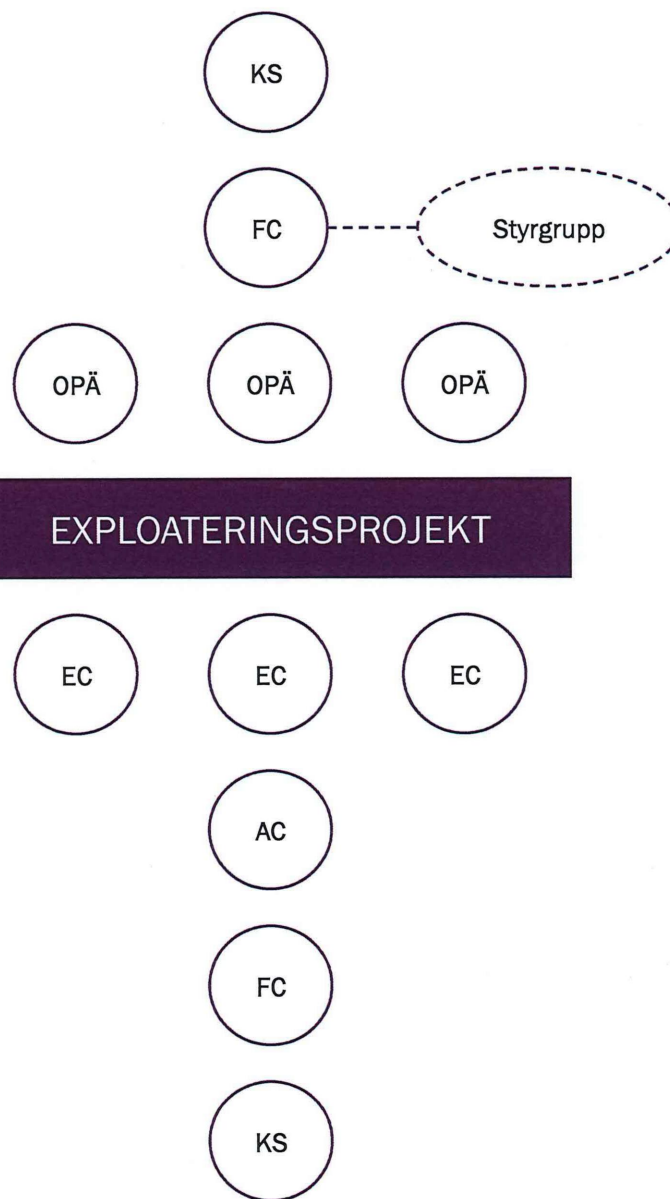 KS
FC
Styrgrupp
OPÄ OPÄ OPÄ
EXPLOATERINGSPROJEKT
EC EC EC
AC
FC
KS